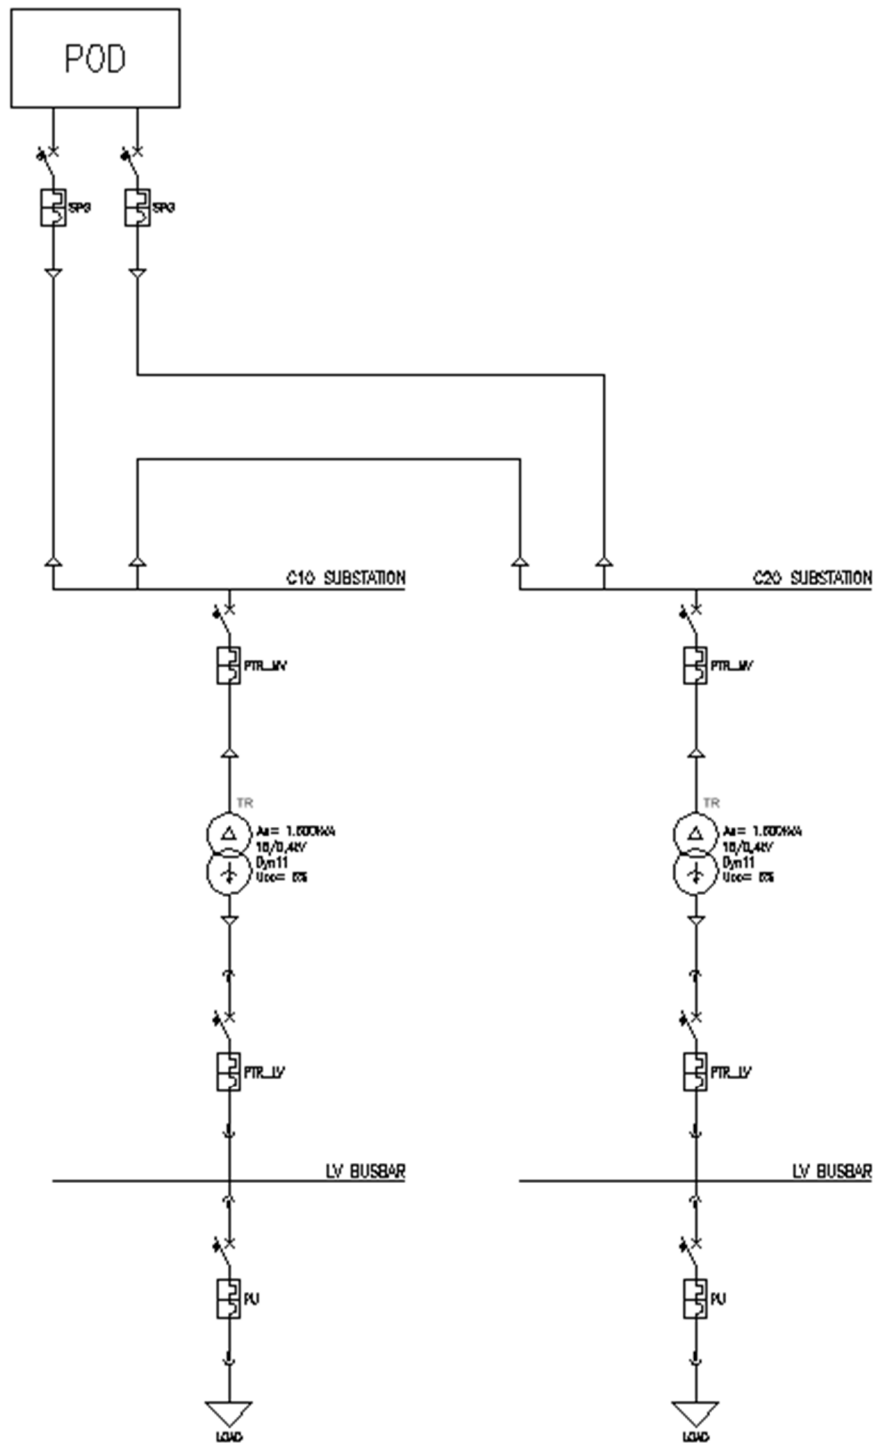 POD
SPG SPG
C10 SUBSTATION
C20 SUBSTATION
PTR_MV
PTR_MV
TR
TR
Dyn11
Dyn11
PTR_LV
PTR_LV
LV BUSBAR
LV BUSBAR
PU
PU
LOAD
LOAD